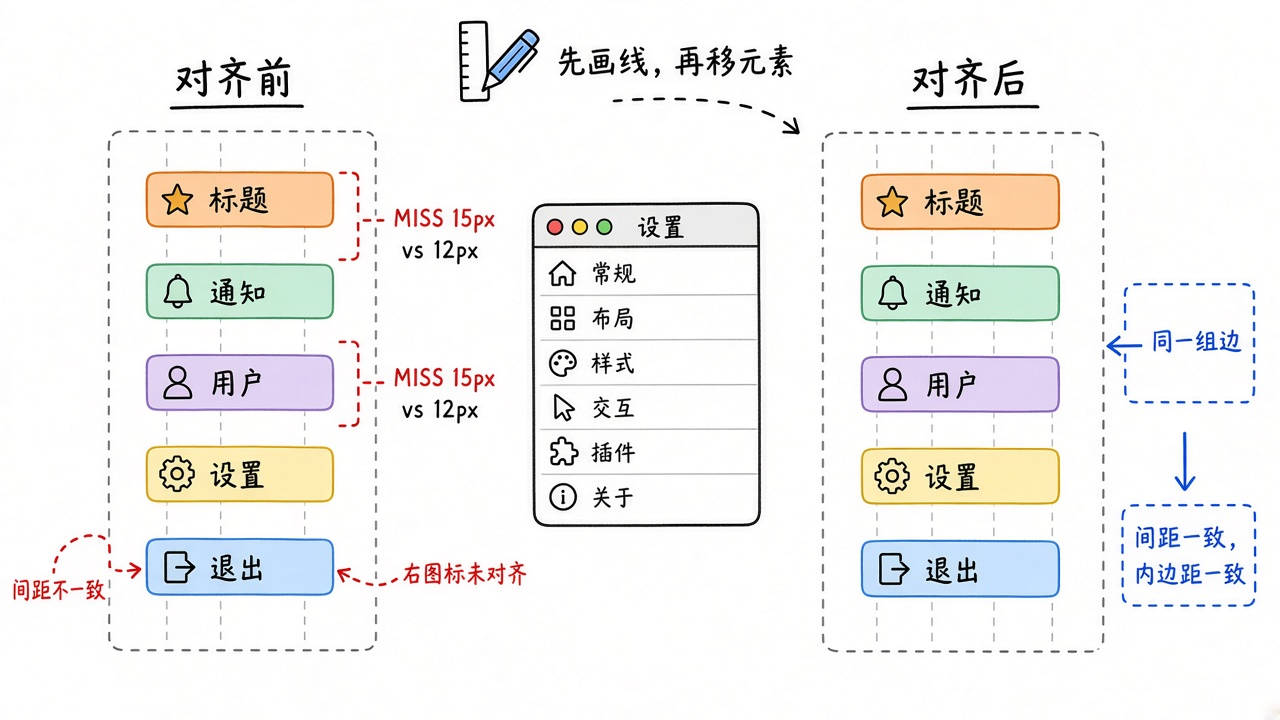 先画线，再移元素
对齐前
标题
通知
用户
设置
退出
MISS 15px
vs 12px
MISS 15px
vs 12px
间距不一致
右图标未对齐
设置
常规
布局
样式
交互
插件
关于
对齐后
标题
通知
用户
设置
退出
同一组边
间距一致，
内边距一致